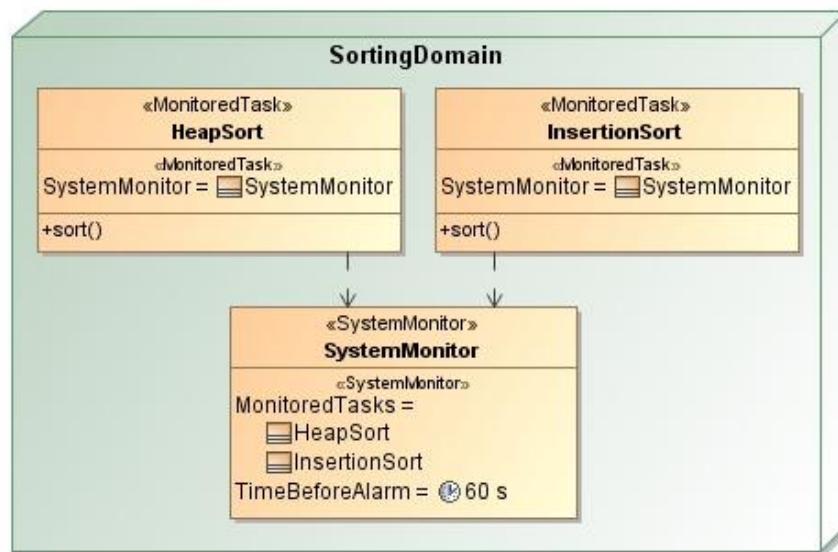 SortingDomain
«MonitoredTask»
HeapSort
«MonitoredTask»
SystemMonitor = SystemMonitor
+sort()
«MonitoredTask»
InsertionSort
«MonitoredTask»
SystemMonitor = SystemMonitor
+sort()
«SystemMonitor»
SystemMonitor
«SystemMonitor»
MonitoredTasks =
HeapSort
InsertionSort
TimeBeforeAlarm = 60 s